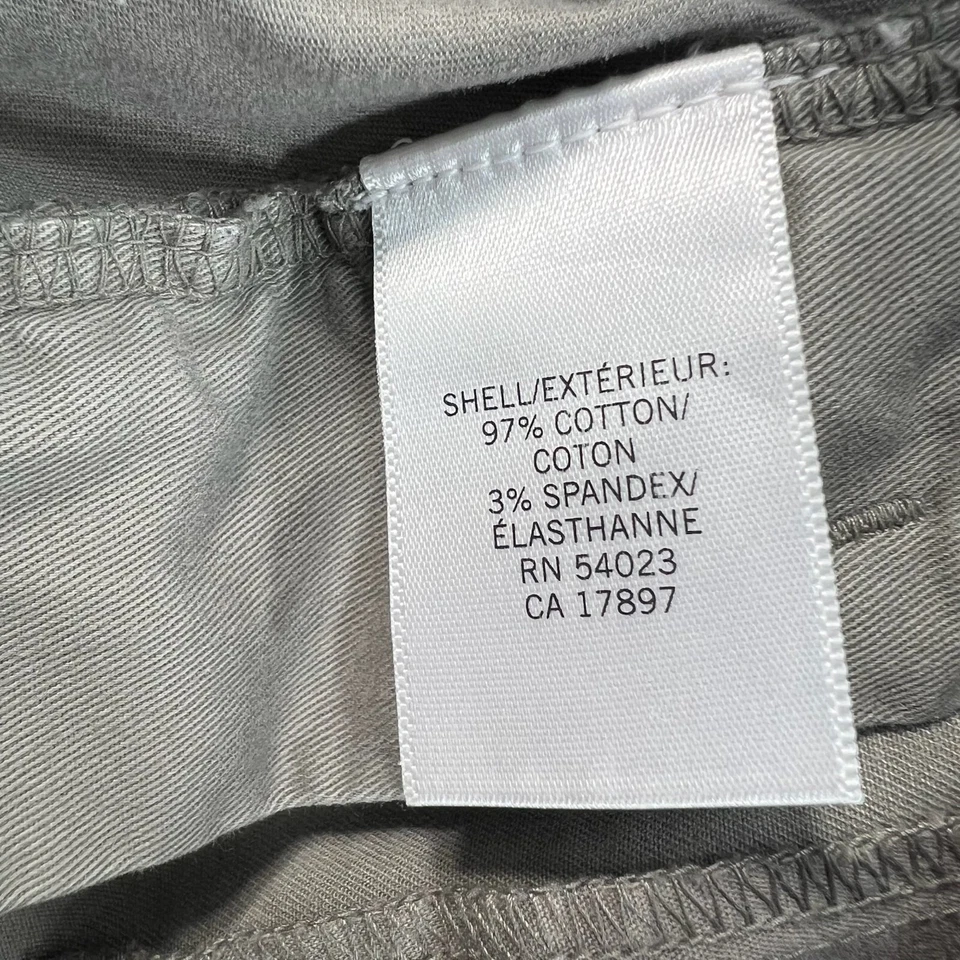 SHELL/EXTÉRIEUR:
97% COTTON/
COTON
3% SPANDEX/
ÉLASTHANNE
RN 54023
CA 17897